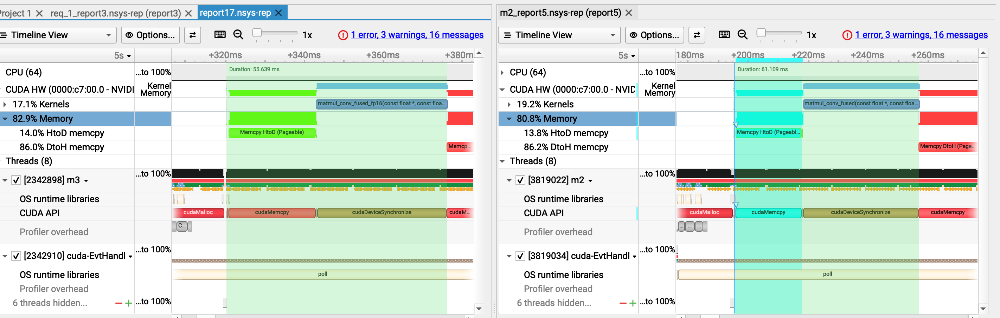 Project 1 req_1_report3.nsys-rep (report3) report17.nsys-rep
Timeline View Options... 1x 1 error, 3 warnings, 16 messages
5s +320ms +340ms +360ms +380m
CPU (64) ...to 100% Duration: 55.639 ms
CUDA HW (0000:c7:00.0 - NVIDI Kernel
Memory
17.1% Kernels matmul_conv_fused_fp16(const float *, const floa...
82.9% Memory
14.0% HtoD memcpy Memcpy HtoD (Pageable)
86.0% DtoH memcpy Memcp...
Threads (8)
[2342898] m3 ...to 100%
OS runtime libraries
CUDA API cudaMalloc cudaMemcpy cudaDeviceSynchronize cudaM...
Profiler overhead C...
[2342910] cuda-EvtHandl ...to 100%
OS runtime libraries poll
Profiler overhead
6 threads hidden... ...to 100%
m2_report5.nsys-rep (report5)
Timeline View Options... 1x 1 error, 3 warnings, 16 messages
5s 180ms +200ms +220ms +240ms +260ms
CPU (64) ...to 100% Duration: 61.109 ms
CUDA HW (0000:c7:00.0 - NVID Kernel
Memory
19.2% Kernels matmul_conv_fused(const float *, const floa...
80.8% Memory
13.8% HtoD memcpy Memcpy HtoD (Pageabl...
86.2% DtoH memcpy Memcpy DtoH (Page...
Threads (8)
[3819022] m2 ...to 100%
OS runtime libraries
CUDA API cudaMalloc cudaMemcpy cudaDeviceSynchronize cudaMemcpy
Profiler overhead ... ... ...
[3819034] cuda-EvtHandl ...to 100%
OS runtime libraries poll
Profiler overhead
6 threads hidden... ...to 100%